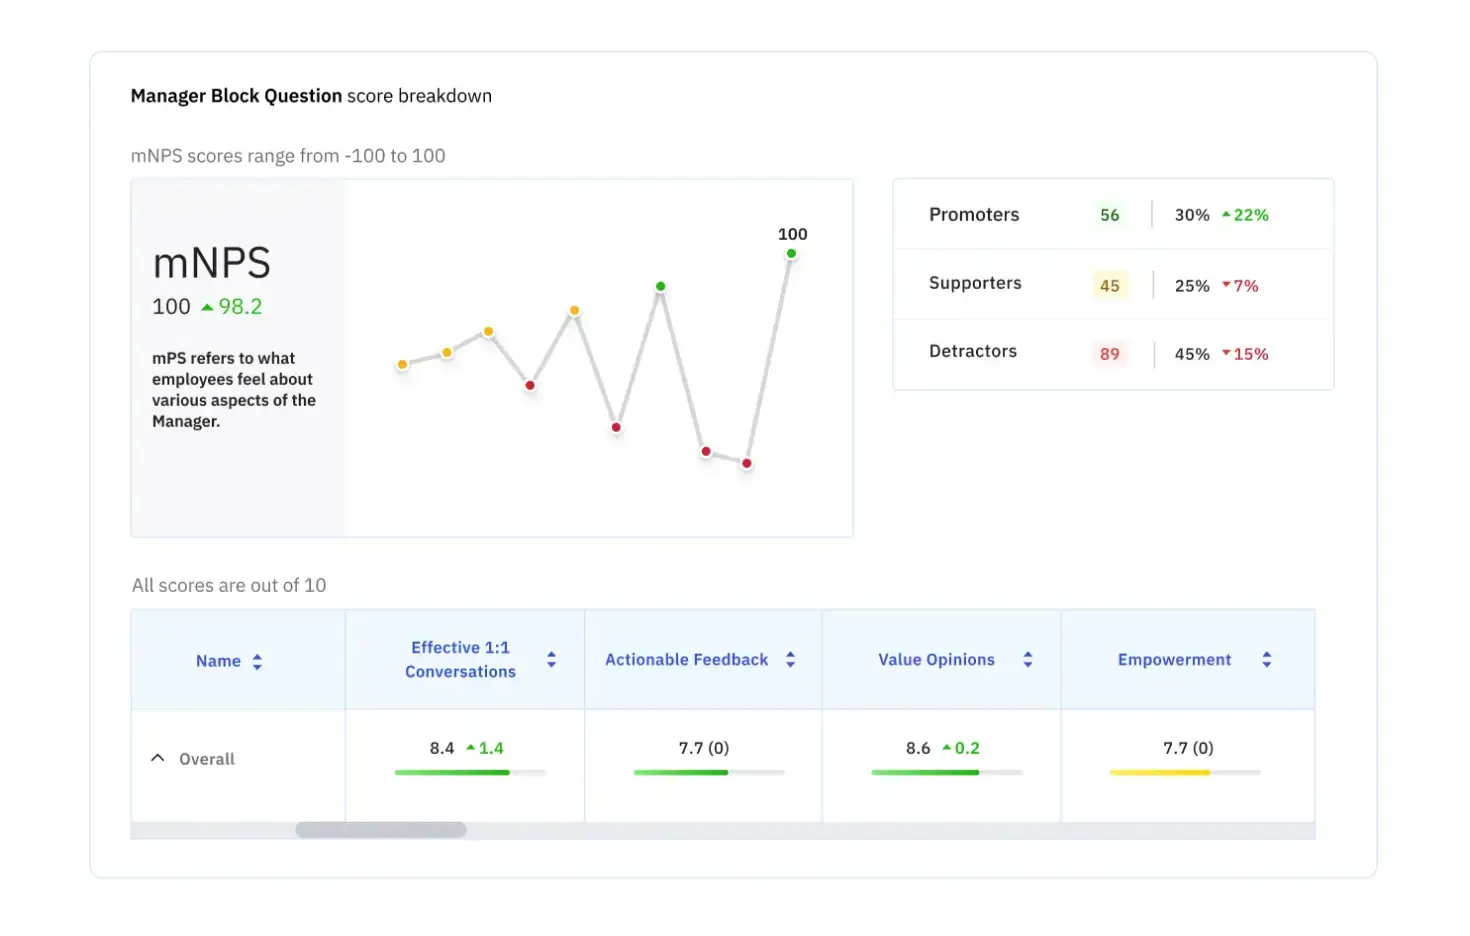 Manager Block Question score breakdown
mNPS scores range from -100 to 100
mNPS
100 ▲ 98.2
mPS refers to what
employees feel about
various aspects of the
Manager.
100
Promoters 56 30% ▲22%
Supporters 45 25% ▼7%
Detractors 89 45% ▼15%
All scores are out of 10
Name
Effective 1:1
Conversations
Actionable Feedback
Value Opinions
Empowerment
Overall
8.4 ▲1.4
7.7 (0)
8.6 ▲0.2
7.7 (0)